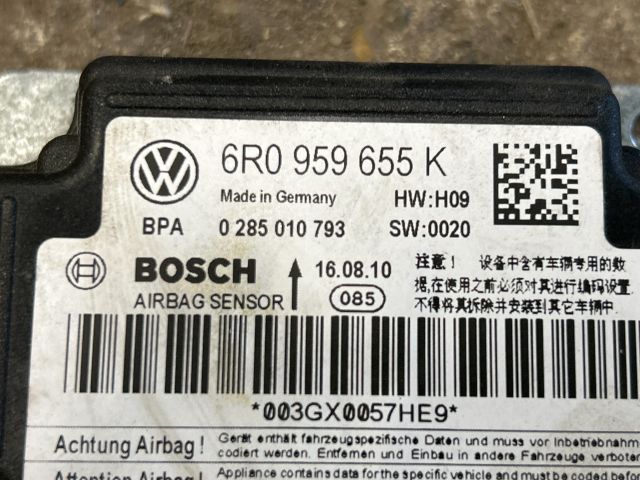 6R0 959 655 K
Made in Germany HW:H09
BPA 0 285 010 793 SW:0020
BOSCH 16.08.10
AIRBAG SENSOR 085
注意! 设备中含有车辆专用的数
据,在使用之前必须对其进行编码设置.
不得将其拆除并安装到其它车辆中.
*003GX0057HE9*
Achtung Airbag! Gerät enthält fahrzeugspezifische Daten und muss vor Inbetriebnahm
codiert werden. Entfernen und Einbau in andere Fahrzeuge verboten
Attention Airbag! Appliance contains data for the specific vehicle and must be coded befo